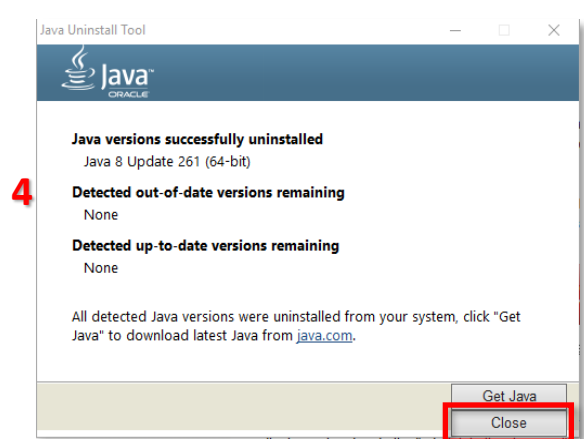 Java Uninstall Tool
Java™
ORACLE
Java versions successfully uninstalled
Java 8 Update 261 (64-bit)
4
Detected out-of-date versions remaining
None
Detected up-to-date versions remaining
None
All detected Java versions were uninstalled from your system, click "Get
Java" to download latest Java from java.com.
Get Java
Close